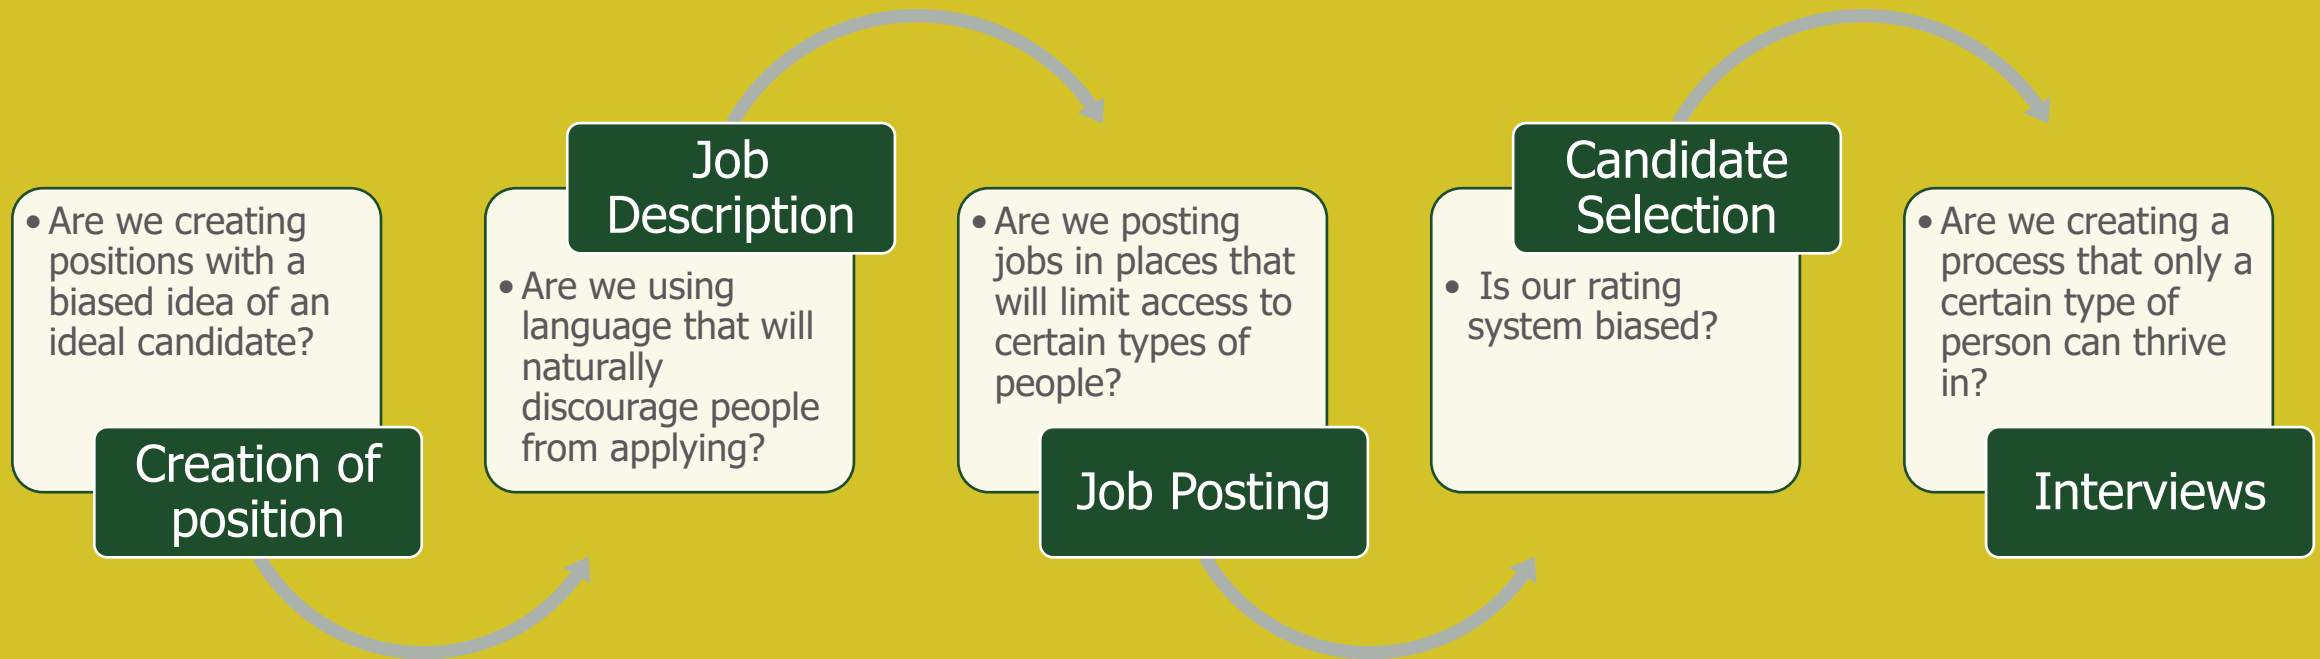 • Are we creating
positions with a
biased idea of an
ideal candidate?
Creation of
position
Job
Description
• Are we using
language that will
naturally
discourage people
from applying?
• Are we posting
jobs in places that
will limit access to
certain types of
people?
Job Posting
Candidate
Selection
• Is our rating
system biased?
• Are we creating a
process that only a
certain type of
person can thrive
in?
Interviews